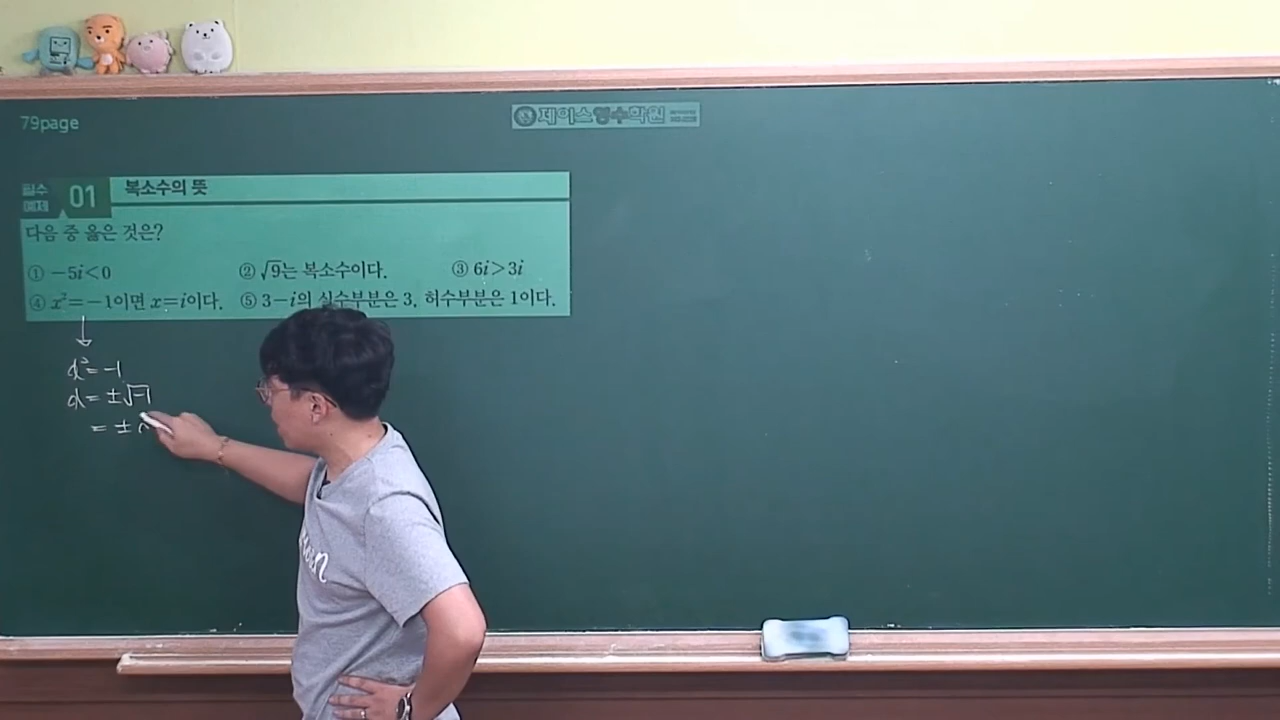 79page
제이스영수학원
필수 예제 01 복소수의 뜻
다음 중 옳은 것은?
① −5i<0 ② √9는 복소수이다. ③ 6i>3i
④ x²=−1이면 x=i이다. ⑤ 3−i의 실수부분은 3, 허수부분은 1이다.
↓
x²=−1
x=±√−1
=±